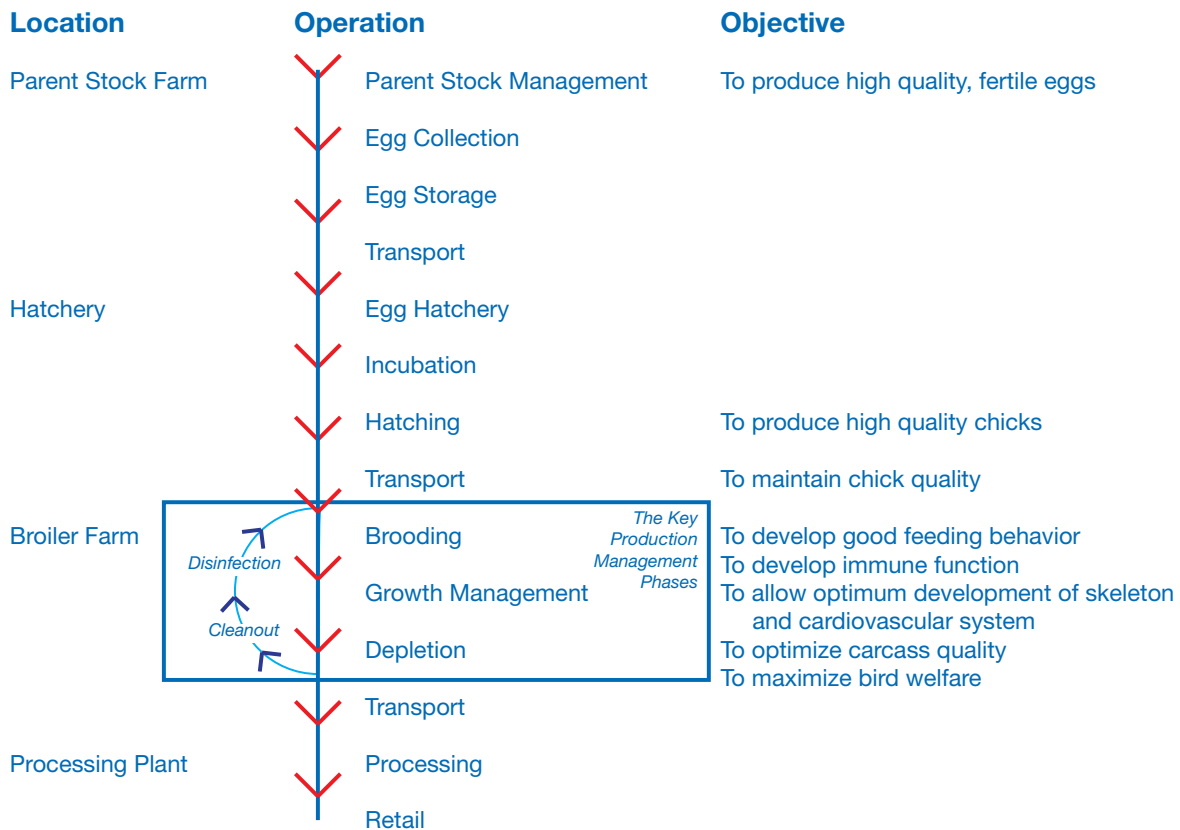 Location Operation Objective
Parent Stock Farm Parent Stock Management To produce high quality, fertile eggs
Egg Collection
Egg Storage
Transport
Hatchery Egg Hatchery
Incubation
Hatching To produce high quality chicks
Transport To maintain chick quality
The Key
Production
Management
Phases
Broiler Farm Brooding To develop good feeding behavior
Disinfection To develop immune function
Growth Management To allow optimum development of skeleton
and cardiovascular system
Cleanout
Depletion To optimize carcass quality
To maximize bird welfare
Transport
Processing Plant Processing
Retail